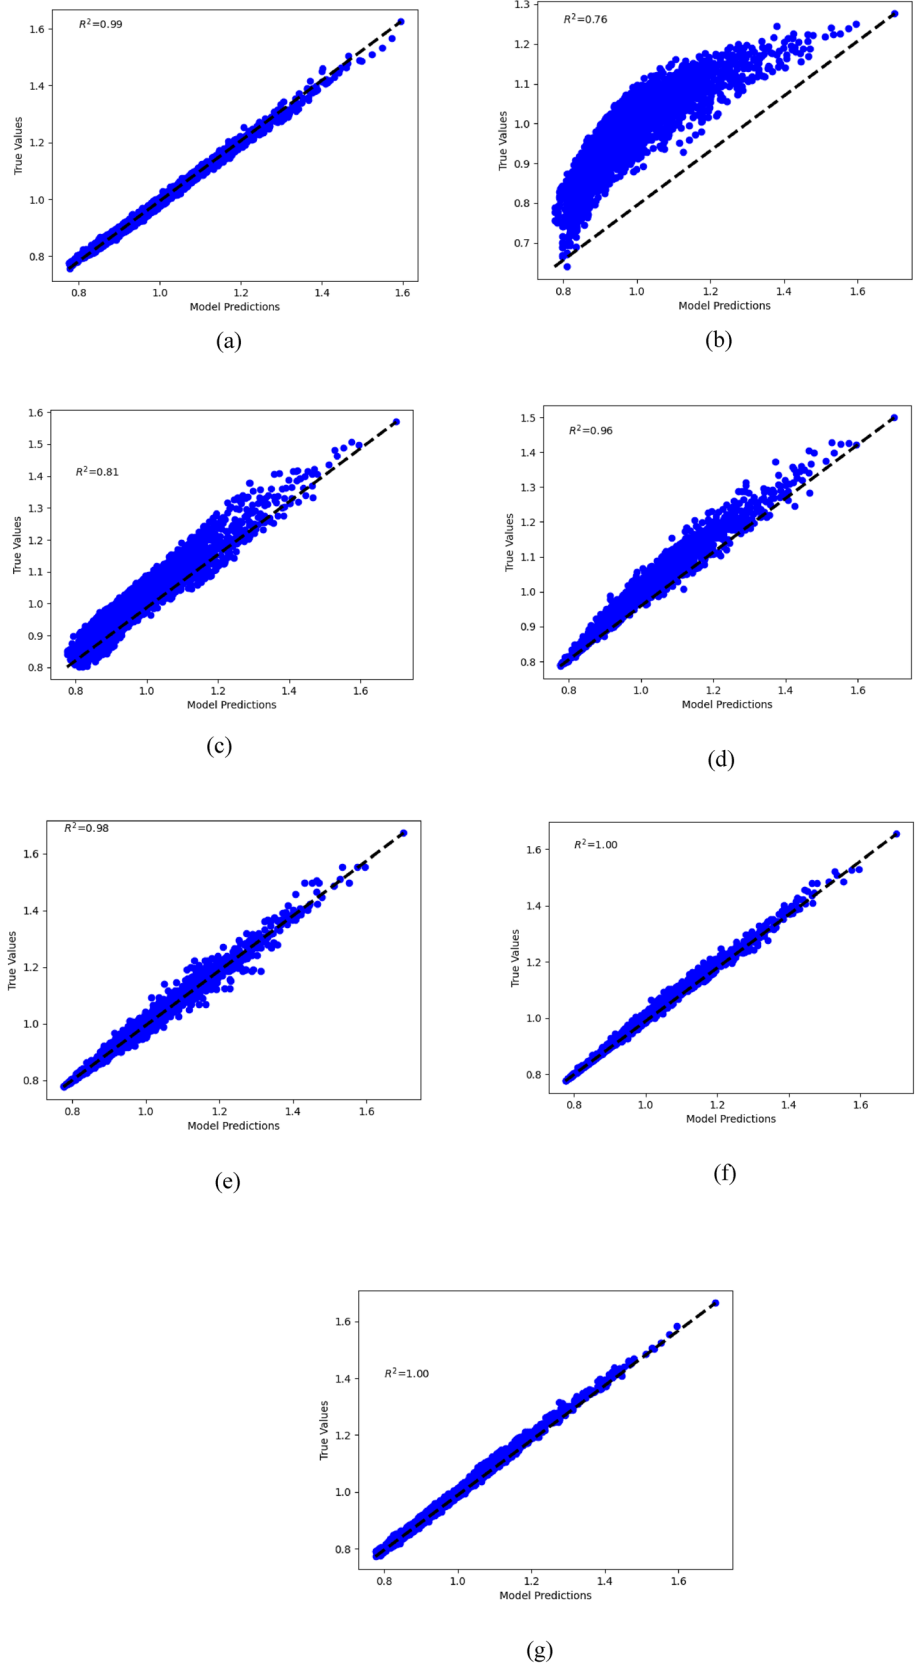 R²=0.99
1.6
1.4
1.2
1.0
0.8
True Values
0.8 1.0 1.2 1.4 1.6
Model Predictions
(a)
R²=0.76
1.3
1.2
1.1
1.0
0.9
0.8
0.7
True Values
0.8 1.0 1.2 1.4 1.6
Model Predictions
(b)
R²=0.81
1.6
1.5
1.4
1.3
1.2
1.1
1.0
0.9
0.8
True Values
0.8 1.0 1.2 1.4 1.6
Model Predictions
(c)
R²=0.96
1.5
1.4
1.3
1.2
1.1
1.0
0.9
0.8
True Values
0.8 1.0 1.2 1.4 1.6
Model Predictions
(d)
R²=0.98
1.6
1.4
1.2
1.0
0.8
True Values
0.8 1.0 1.2 1.4 1.6
Model Predictions
(e)
R²=1.00
1.6
1.4
1.2
1.0
0.8
True Values
0.8 1.0 1.2 1.4 1.6
Model Predictions
(f)
R²=1.00
1.6
1.4
1.2
1.0
0.8
True Values
0.8 1.0 1.2 1.4 1.6
Model Predictions
(g)